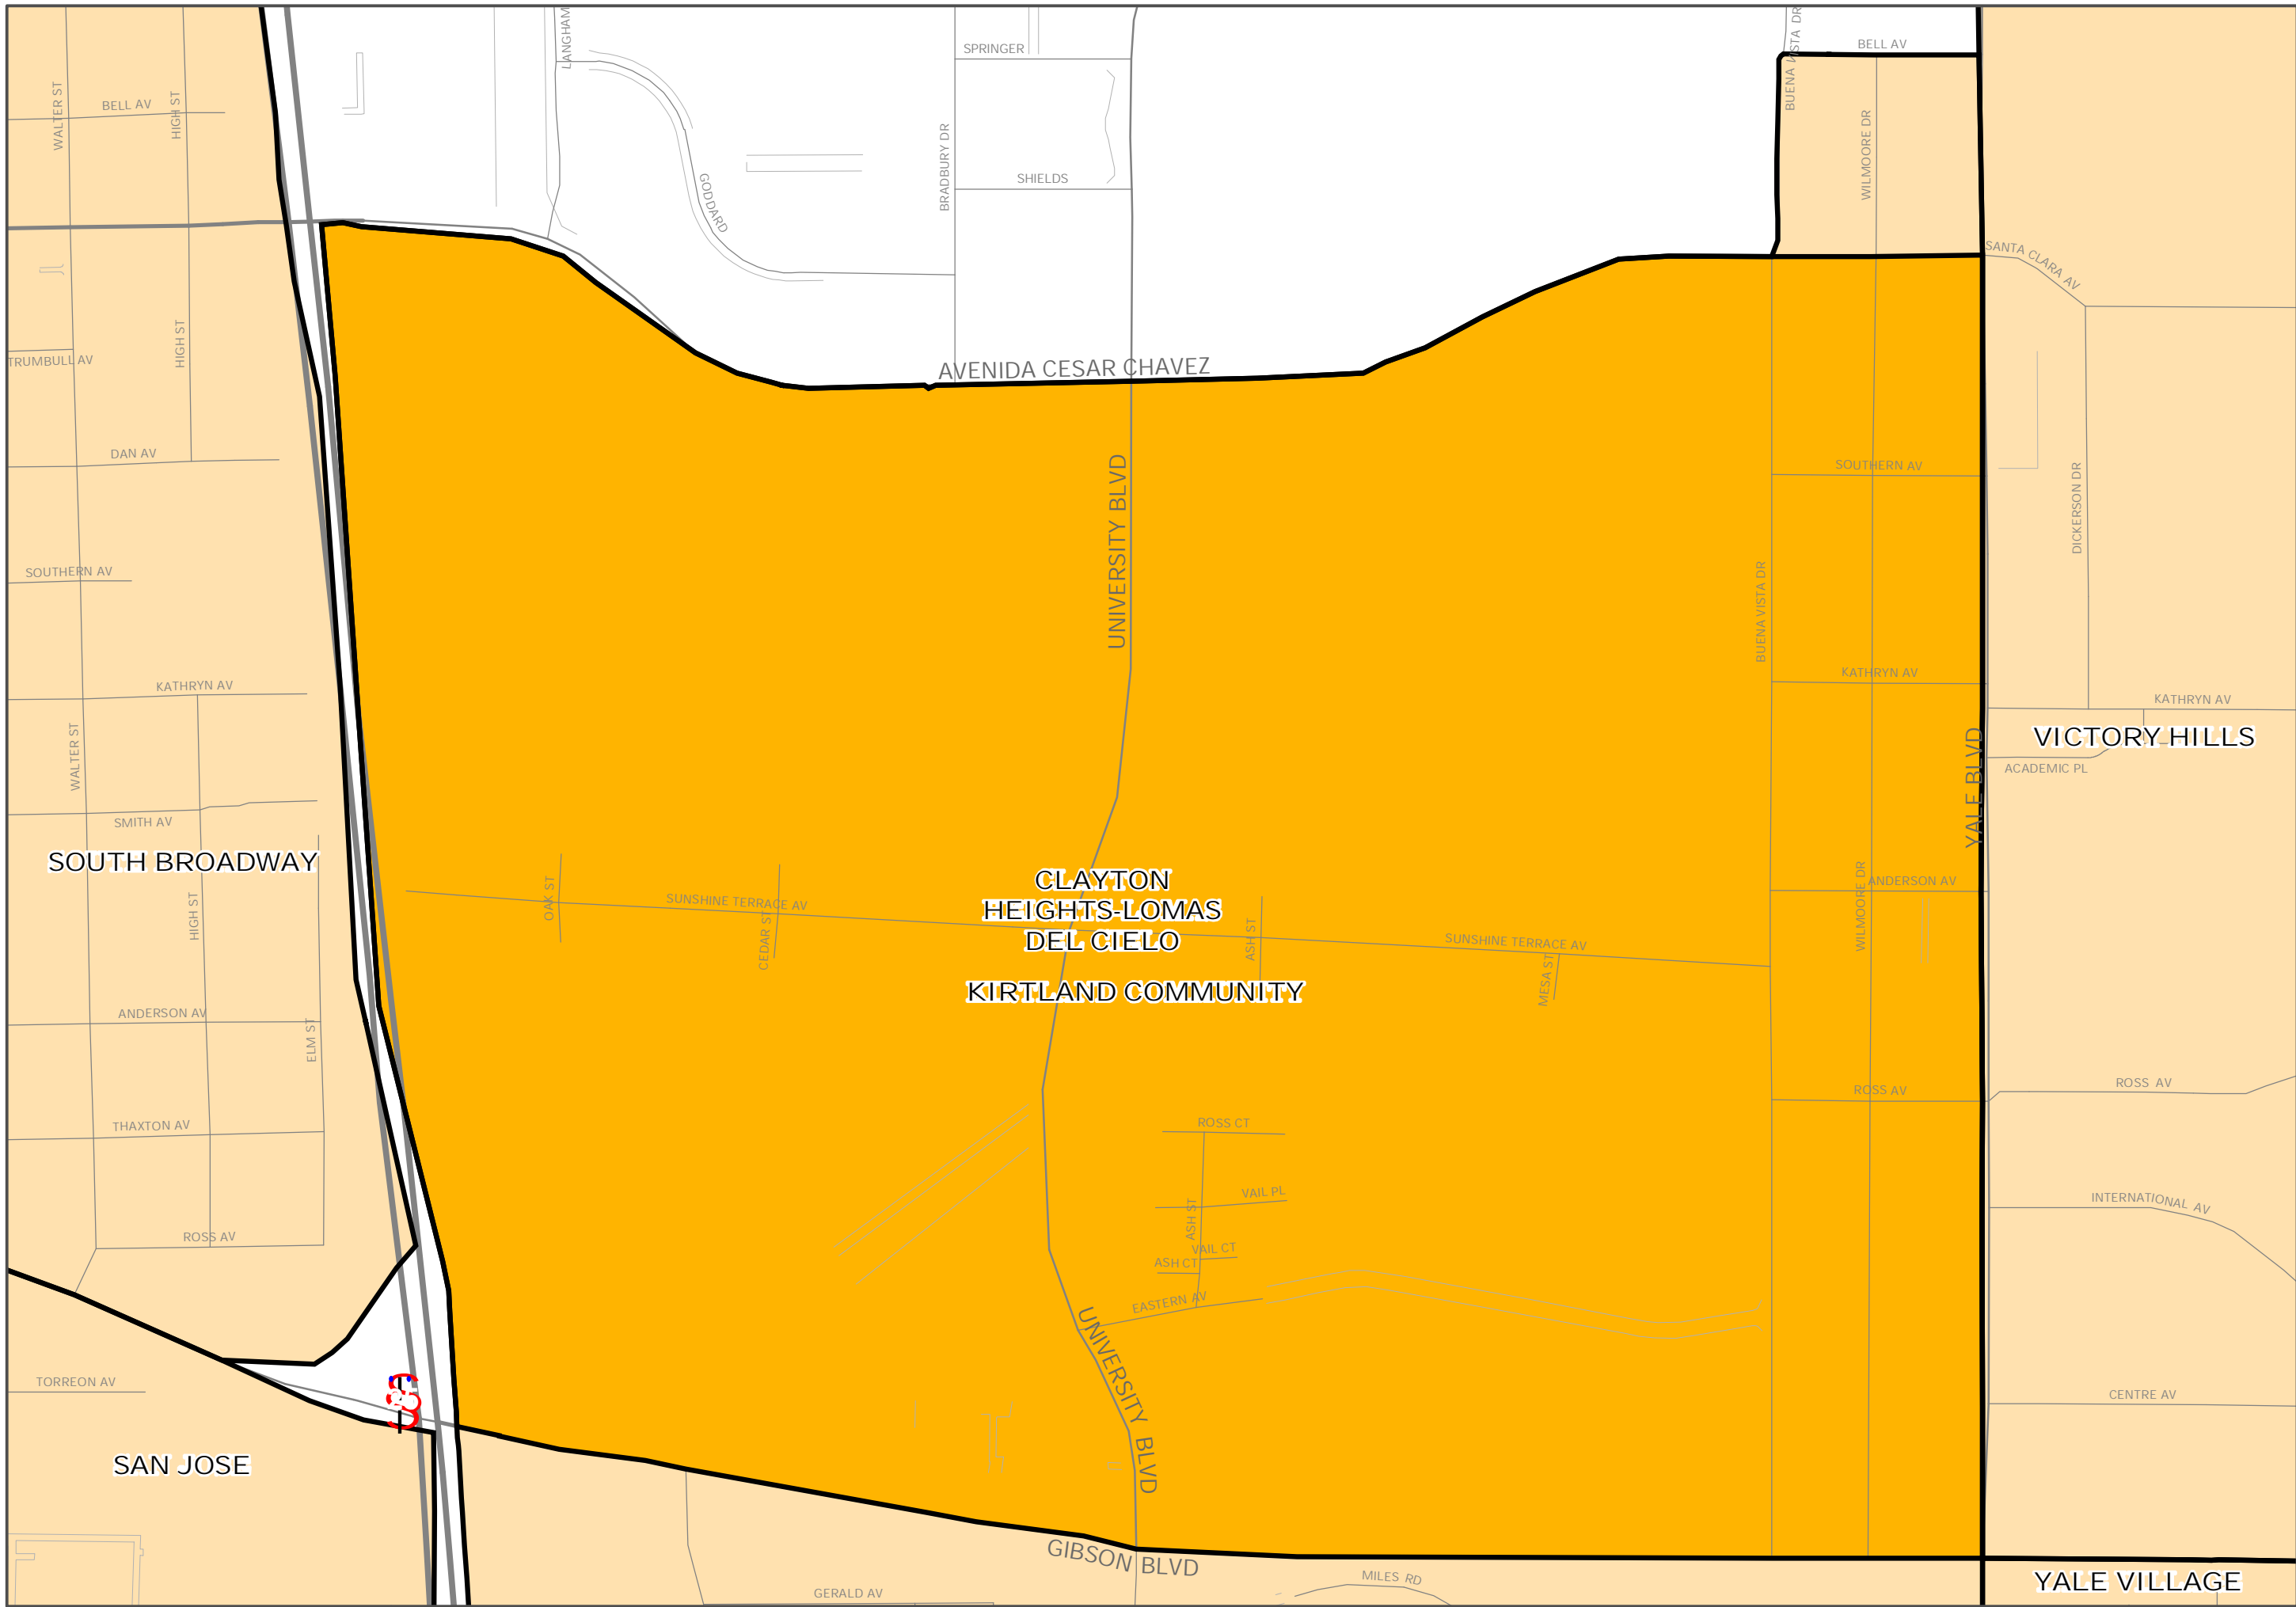 LANGHAM
SPRINGER
BUENA VISTA DR
BELL AV
WALTER ST
BELL AV
HIGH ST
BRADBURY DR
WILMOORE DR
SHIELDS
GODDARD
SANTA CLARA AV
HIGH ST
TRUMBULL AV
AVENIDA CESAR CHAVEZ
DAN AV
SOUTHERN AV
UNIVERSITY BLVD
DICKERSON DR
SOUTHERN AV
BUENA VISTA DR
KATHRYN AV
KATHRYN AV
KATHRYN AV
WALTER ST
YALE BLVD
VICTORY HILLS
ACADEMIC PL
SMITH AV
SOUTH BROADWAY
CLAYTON
HEIGHTS-LOMAS
DEL CIELO
OAK ST
SUNSHINE TERRACE AV
CEDAR ST
HIGH ST
ASH ST
SUNSHINE TERRACE AV
MESA ST
WILMOORE DR
ANDERSON AV
KIRTLAND COMMUNITY
ANDERSON AV
ELM ST
ROSS AV
ROSS AV
THAXTON AV
ROSS CT
VAIL PL
ASH ST
INTERNATIONAL AV
ROSS AV
VAIL CT
ASH CT
EASTERN AV
UNIVERSITY BLVD
TORREON AV
CENTRE AV
SAN JOSE
GIBSON BLVD
MILES RD
GERALD AV
YALE VILLAGE